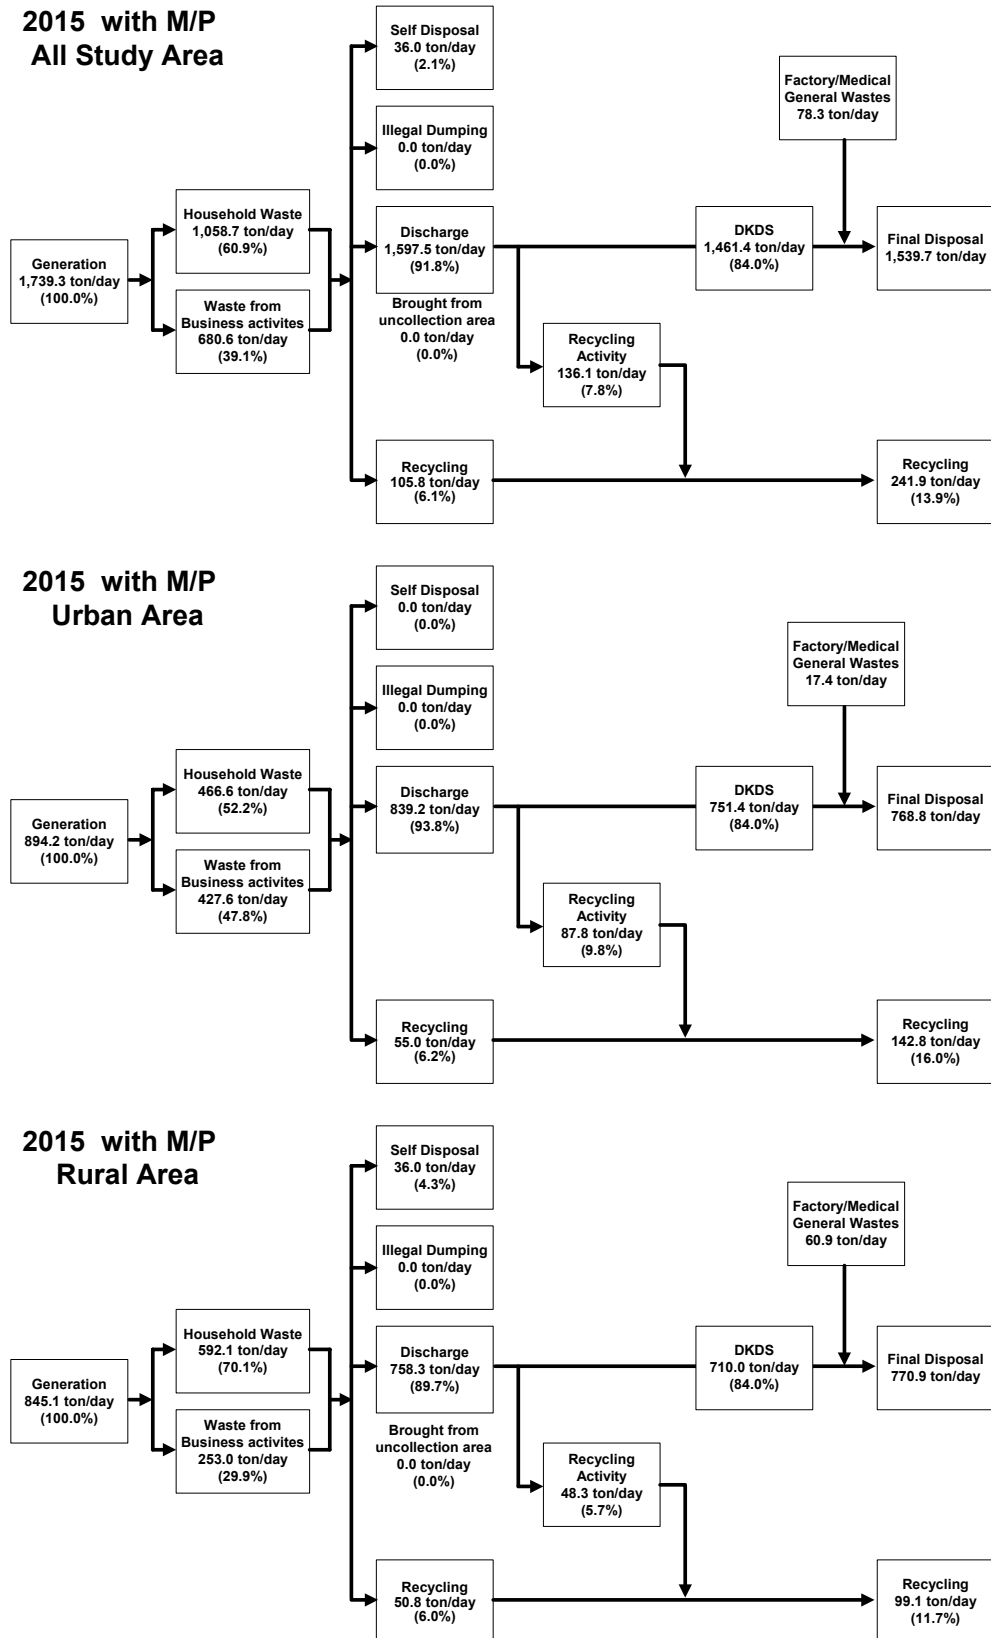 2015 with M/P
All Study Area
Self Disposal
36.0 ton/day
(2.1%)
Factory/Medical
General Wastes
78.3 ton/day
Illegal Dumping
0.0 ton/day
(0.0%)
Household Waste
1,058.7 ton/day
(60.9%)
Discharge
1,597.5 ton/day
(91.8%)
DKDS
1,461.4 ton/day
(84.0%)
Final Disposal
1,539.7 ton/day
Generation
1,739.3 ton/day
(100.0%)
Waste from
Business activites
680.6 ton/day
(39.1%)
Brought from
uncollection area
0.0 ton/day
(0.0%)
Recycling
Activity
136.1 ton/day
(7.8%)
Recycling
105.8 ton/day
(6.1%)
Recycling
241.9 ton/day
(13.9%)
2015 with M/P
Urban Area
Self Disposal
0.0 ton/day
(0.0%)
Factory/Medical
General Wastes
17.4 ton/day
Illegal Dumping
0.0 ton/day
(0.0%)
Household Waste
466.6 ton/day
(52.2%)
Discharge
839.2 ton/day
(93.8%)
DKDS
751.4 ton/day
(84.0%)
Final Disposal
768.8 ton/day
Generation
894.2 ton/day
(100.0%)
Waste from
Business activites
427.6 ton/day
(47.8%)
Recycling
Activity
87.8 ton/day
(9.8%)
Recycling
55.0 ton/day
(6.2%)
Recycling
142.8 ton/day
(16.0%)
2015 with M/P
Rural Area
Self Disposal
36.0 ton/day
(4.3%)
Factory/Medical
General Wastes
60.9 ton/day
Illegal Dumping
0.0 ton/day
(0.0%)
Household Waste
592.1 ton/day
(70.1%)
Discharge
758.3 ton/day
(89.7%)
DKDS
710.0 ton/day
(84.0%)
Final Disposal
770.9 ton/day
Generation
845.1 ton/day
(100.0%)
Waste from
Business activites
253.0 ton/day
(29.9%)
Brought from
uncollection area
0.0 ton/day
(0.0%)
Recycling
Activity
48.3 ton/day
(5.7%)
Recycling
50.8 ton/day
(6.0%)
Recycling
99.1 ton/day
(11.7%)